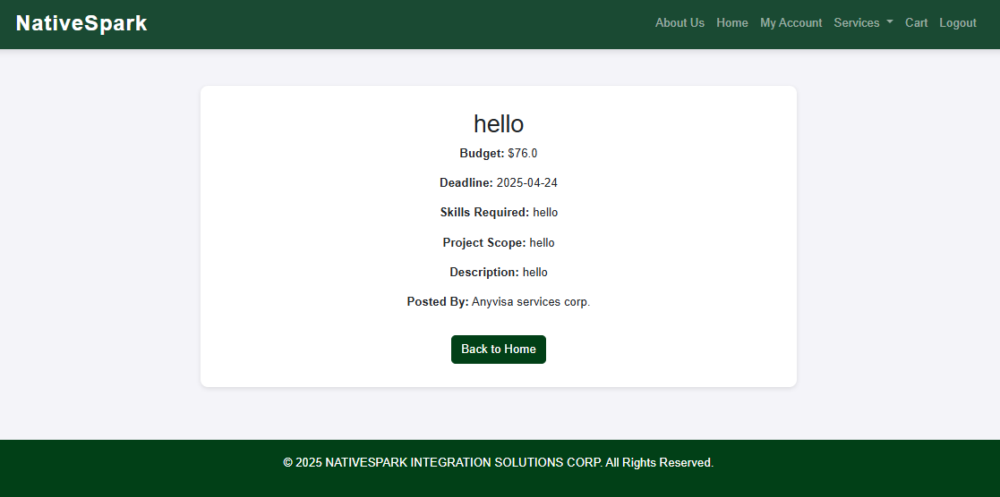 NativeSpark
About Us Home My Account Services Cart Logout
hello
Budget: $76.0
Deadline: 2025-04-24
Skills Required: hello
Project Scope: hello
Description: hello
Posted By: Anyvisa services corp.
Back to Home
© 2025 NATIVESPARK INTEGRATION SOLUTIONS CORP. All Rights Reserved.